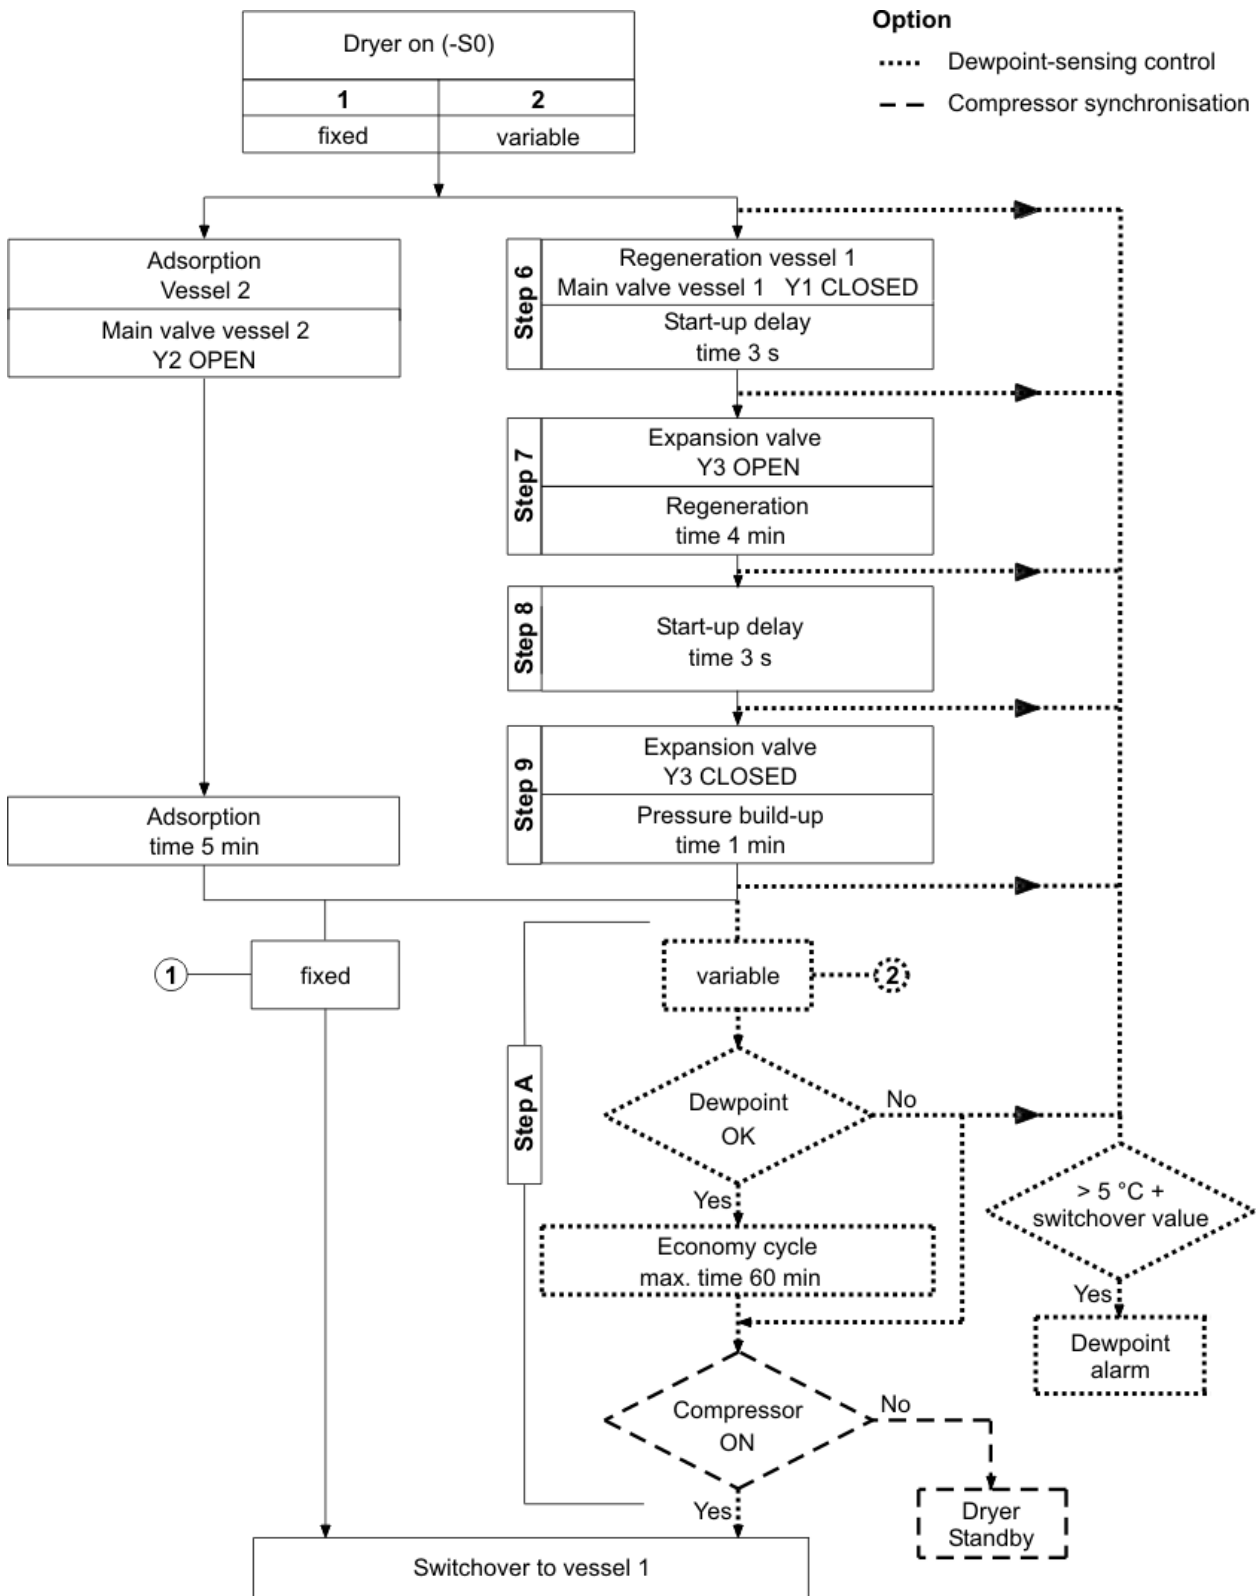 Option
Dewpoint-sensing control
Compressor synchronisation
Dryer on (-S0)
1
2
fixed
variable
Adsorption
Vessel 2
Main valve vessel 2
Y2 OPEN
Step 6
Regeneration vessel 1
Main valve vessel 1 Y1 CLOSED
Start-up delay
time 3 s
Step 7
Expansion valve
Y3 OPEN
Regeneration
time 4 min
Step 8
Start-up delay
time 3 s
Step 9
Expansion valve
Y3 CLOSED
Pressure build-up
time 1 min
Adsorption
time 5 min
1
fixed
variable
2
Step A
Dewpoint
OK
No
Yes
> 5 °C +
switchover value
Yes
Dewpoint
alarm
Economy cycle
max. time 60 min
Compressor
ON
No
Yes
Dryer
Standby
Switchover to vessel 1